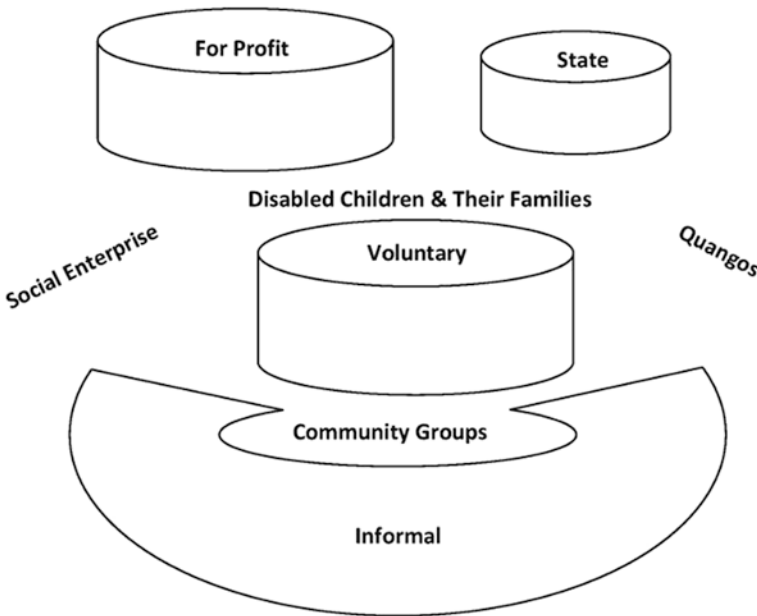 For Profit
State
Disabled Children & Their Families
Social Enterprise
Quangos
Voluntary
Community Groups
Informal